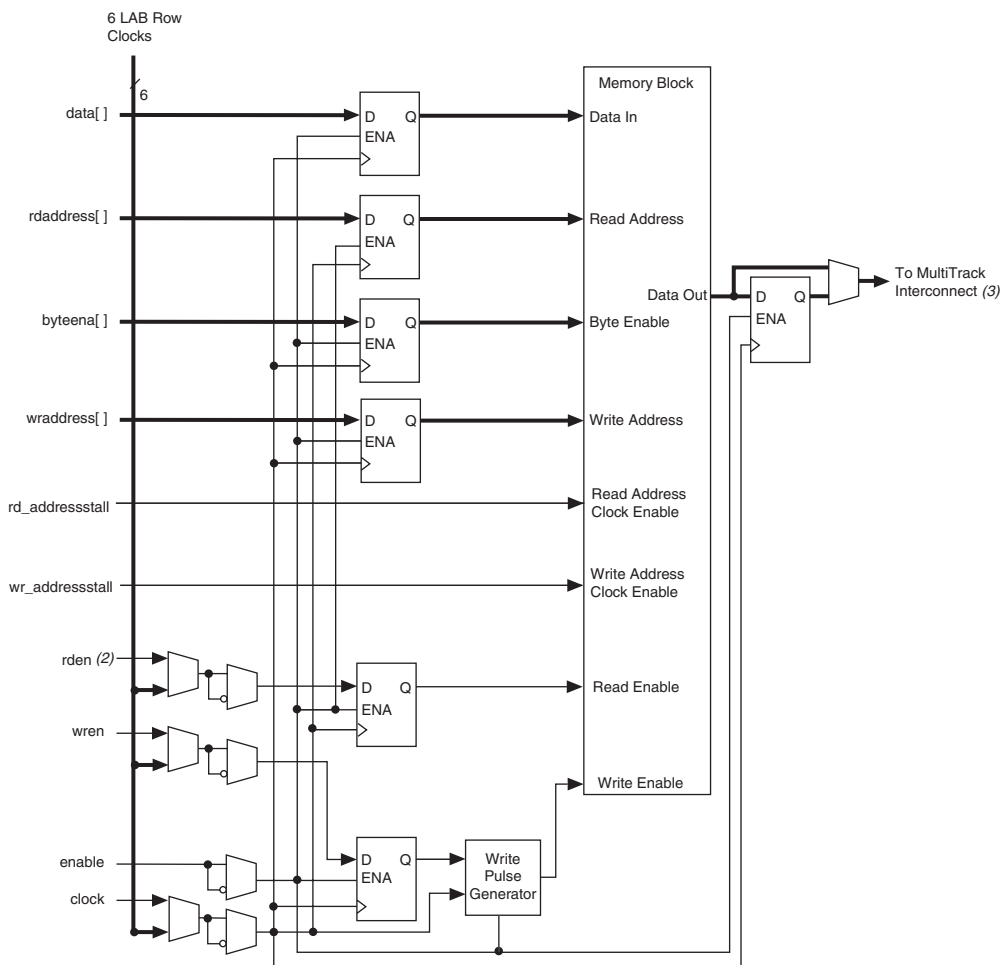 6 LAB Row
Clocks
6
Memory Block
data[ ]
D Q
ENA
Data In
rdaddress[ ]
D Q
ENA
Read Address
To MultiTrack
Interconnect (3)
Data Out
D Q
ENA
byteena[ ]
D Q
ENA
Byte Enable
wraddress[ ]
D Q
ENA
Write Address
rd_addressstall
Read Address
Clock Enable
wr_addressstall
Write Address
Clock Enable
rden (2)
D Q
ENA
Read Enable
wren
Write Enable
enable
D Q
ENA
Write
Pulse
Generator
clock